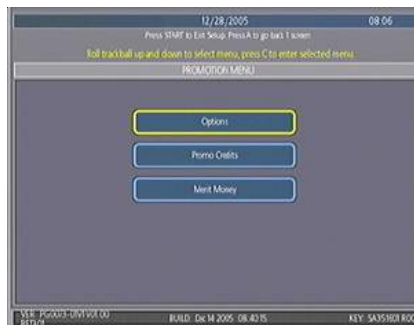 12/28/2005 08:06
Press START to Exit Setup. Press A to go back 1 screen
Roll trackball up and down to select menu, press C to enter selected menu.
PROMOTION MENU
Options
Promo Credits
Merit Money
BUILD: Dec 14 2005 08:40:15